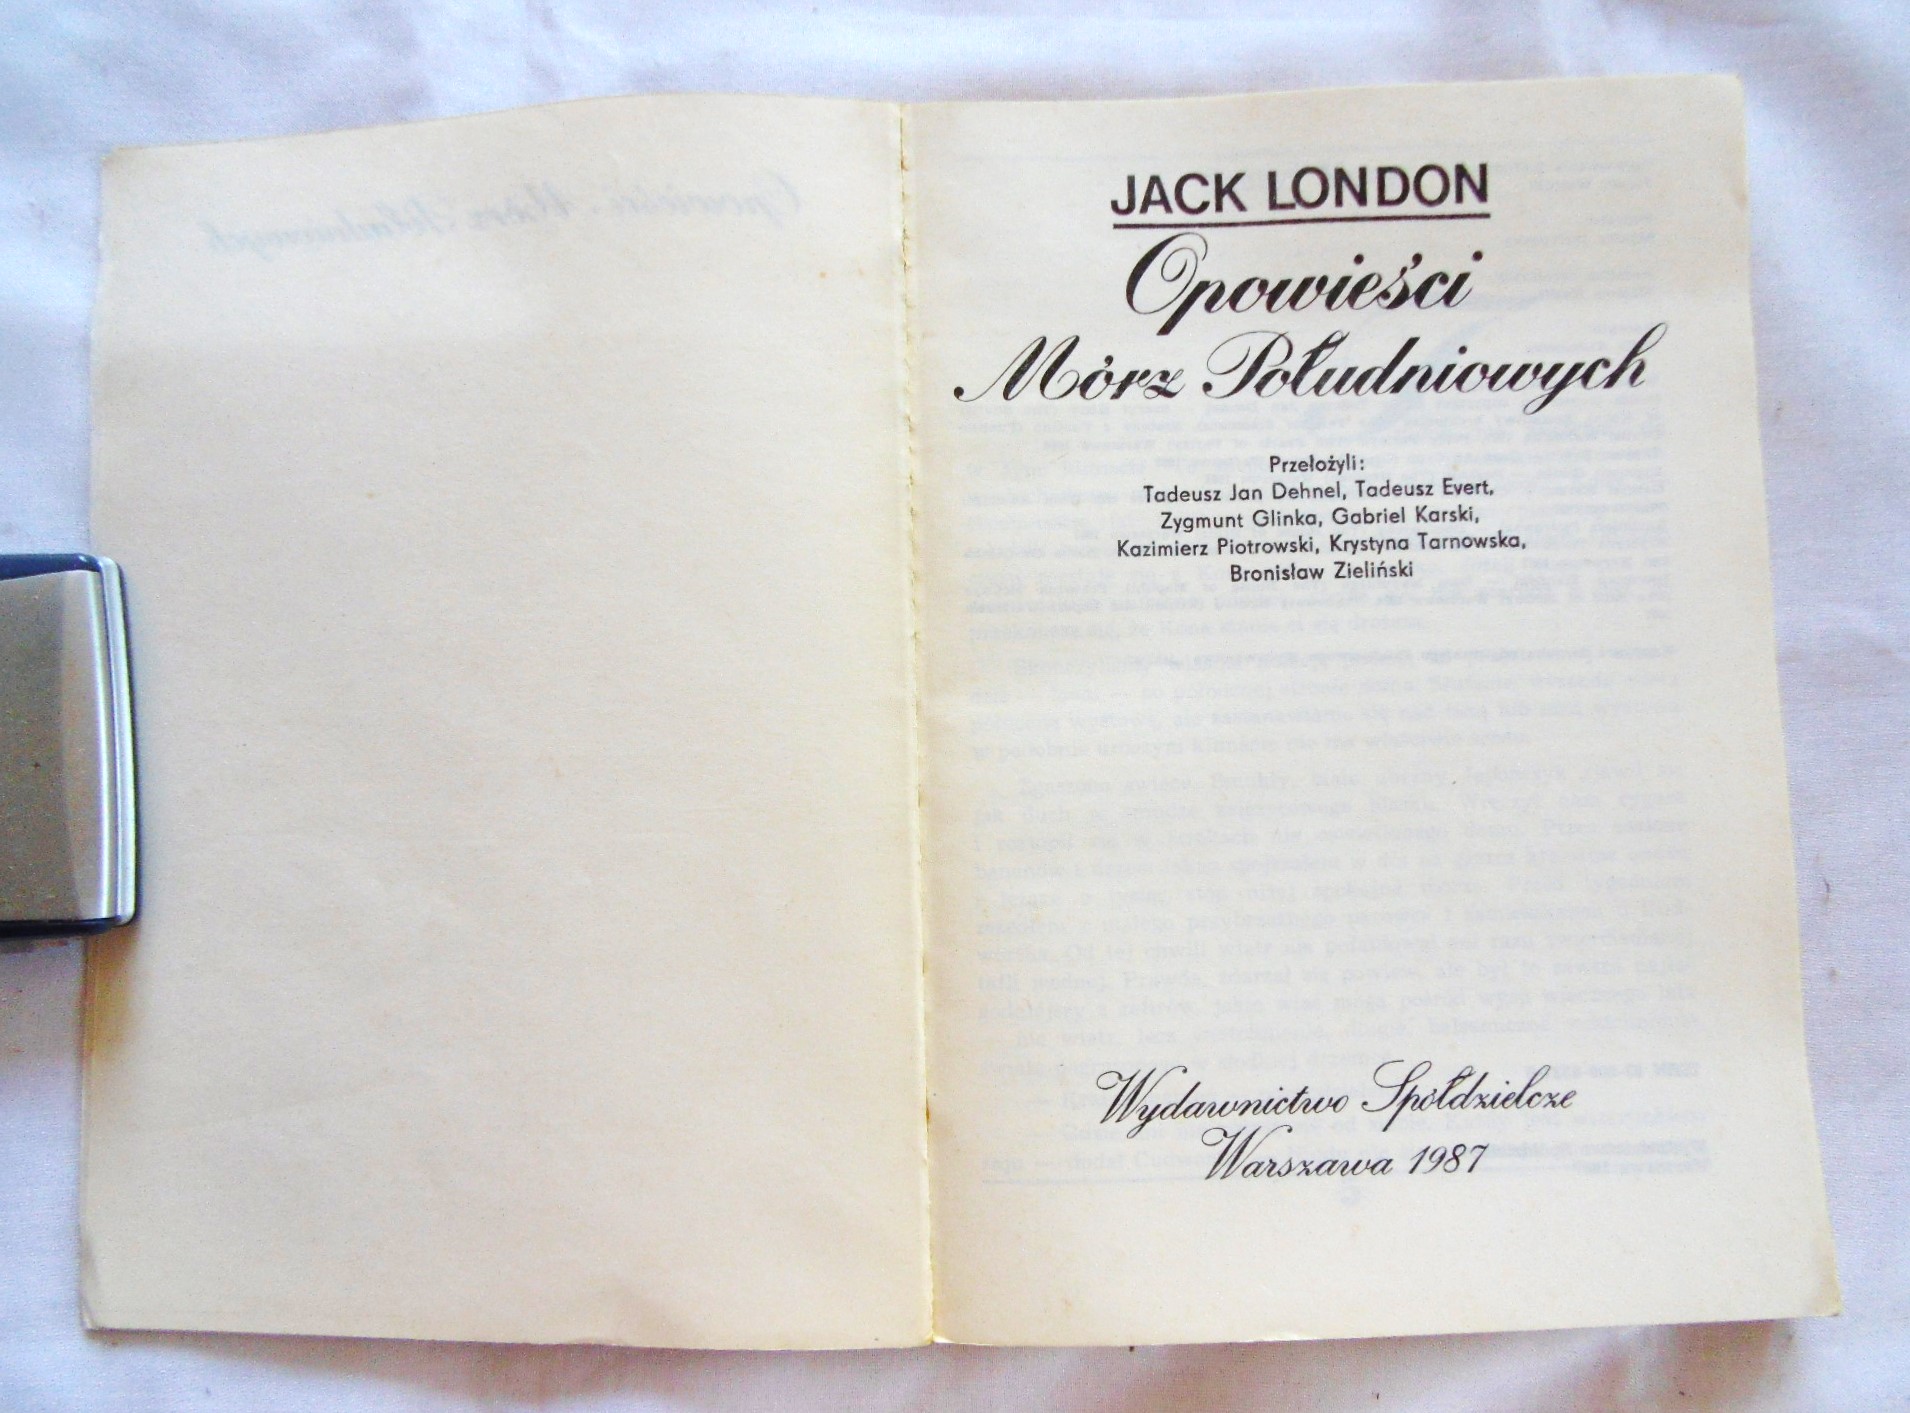 JACK LONDON
Opowieści
Mórz Południowych
Przełożyli:
Tadeusz Jan Dehnel, Tadeusz Evert,
Zygmunt Glinka, Gabriel Karski,
Kazimierz Piotrowski, Krystyna Tarnowska,
Bronisław Zieliński
Wydawnictwo Spółdzielcze
Warszawa 1987